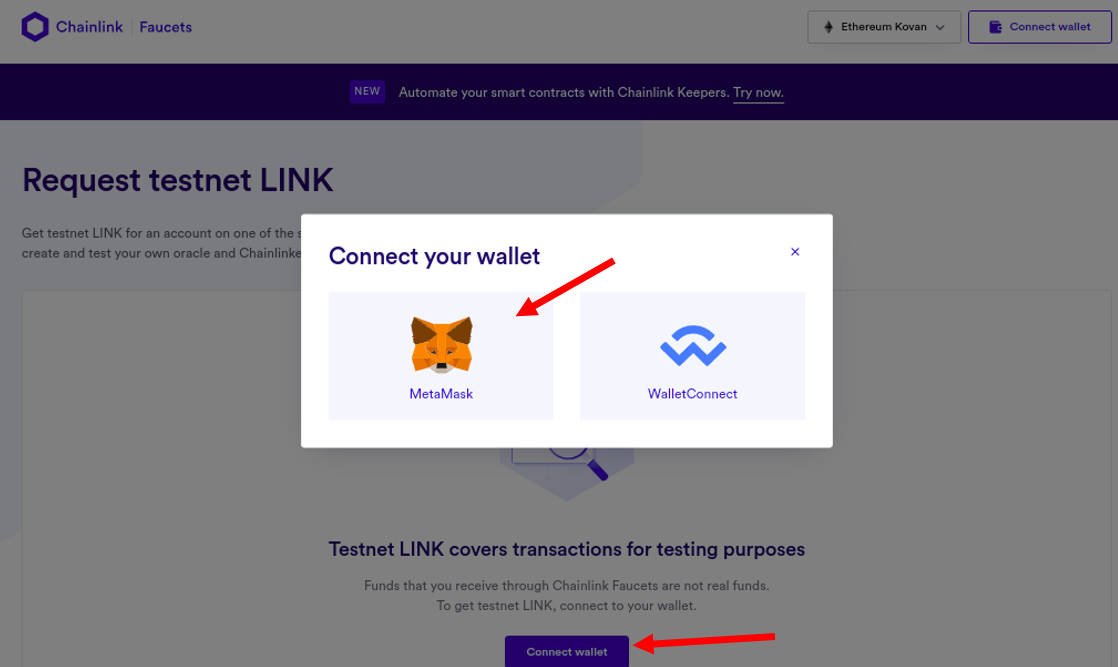 Chainlink Faucets
Ethereum Kovan
Connect wallet
NEW Automate your smart contracts with Chainlink Keepers. Try now.
Request testnet LINK
Get testnet LINK for an account on one of the
create and test your own oracle and
Connect your wallet
MetaMask
WalletConnect
Testnet LINK covers transactions for testing purposes
Funds that you receive through Chainlink Faucets are not real funds.
To get testnet LINK, connect to your wallet.
Connect wallet